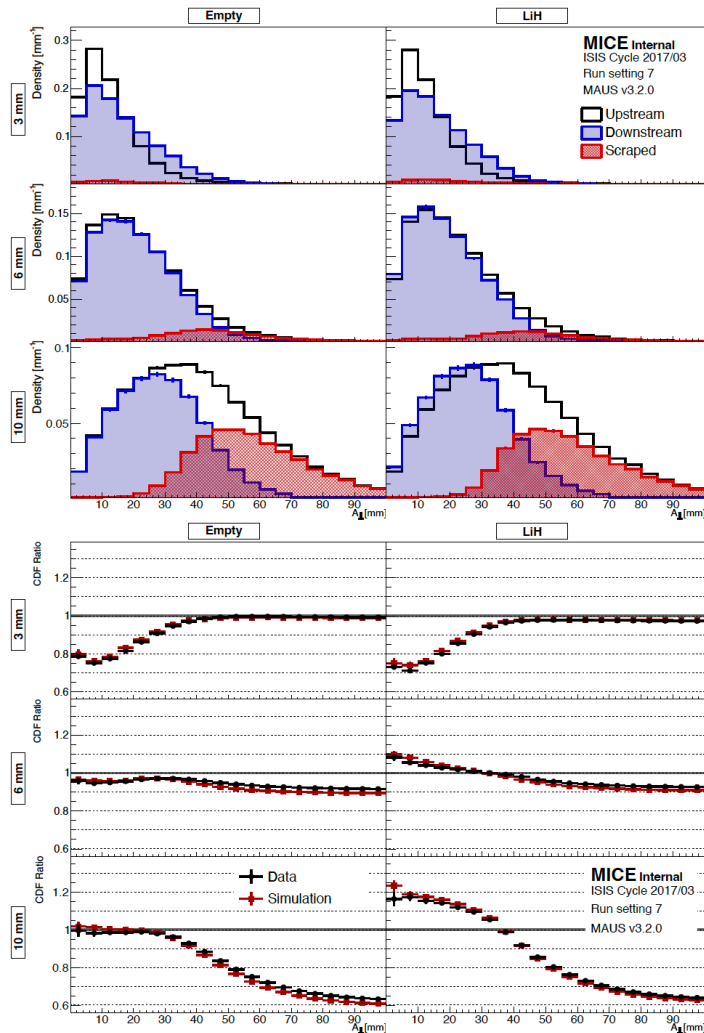 Empty
LiH
3 mm
Density [mm⁻¹]
0.3
0.2
0.1
MICE Internal
ISIS Cycle 2017/03
Run setting 7
MAUS v3.2.0
Upstream
Downstream
Scraped
6 mm
Density [mm⁻¹]
0.15
0.1
0.05
10 mm
Density [mm⁻¹]
0.1
0.05
10 20 30 40 50 60 70 80 90
A⊥[mm]
10 20 30 40 50 60 70 80 90
A⊥[mm]
Empty
LiH
3 mm
CDF Ratio
1.2
1
0.8
0.6
6 mm
CDF Ratio
1.2
1
0.8
0.6
10 mm
CDF Ratio
1.2
1
0.8
0.6
Data
Simulation
MICE Internal
ISIS Cycle 2017/03
Run setting 7
MAUS v3.2.0
10 20 30 40 50 60 70 80 90
A⊥[mm]
10 20 30 40 50 60 70 80 90
A⊥[mm]